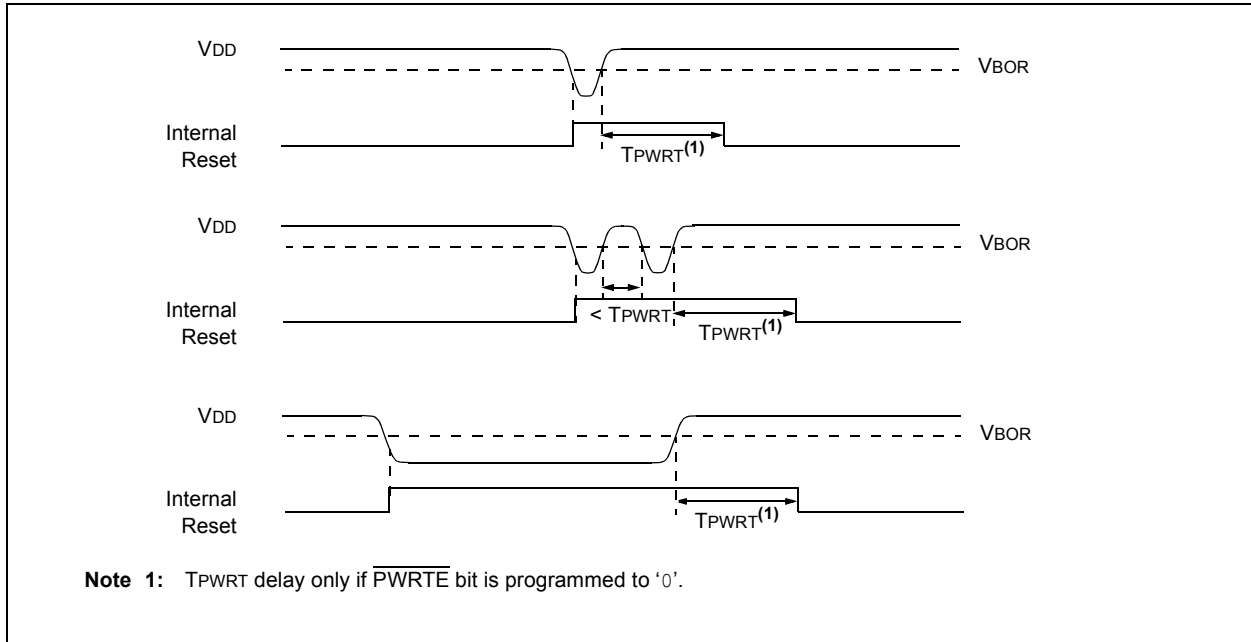 VDD
VBOR
Internal
Reset
TPWRT(1)
VDD
VBOR
Internal
Reset
< TPWRT
TPWRT(1)
VDD
VBOR
Internal
Reset
TPWRT(1)
Note 1: TPWRT delay only if PWRTE bit is programmed to ‘0’.